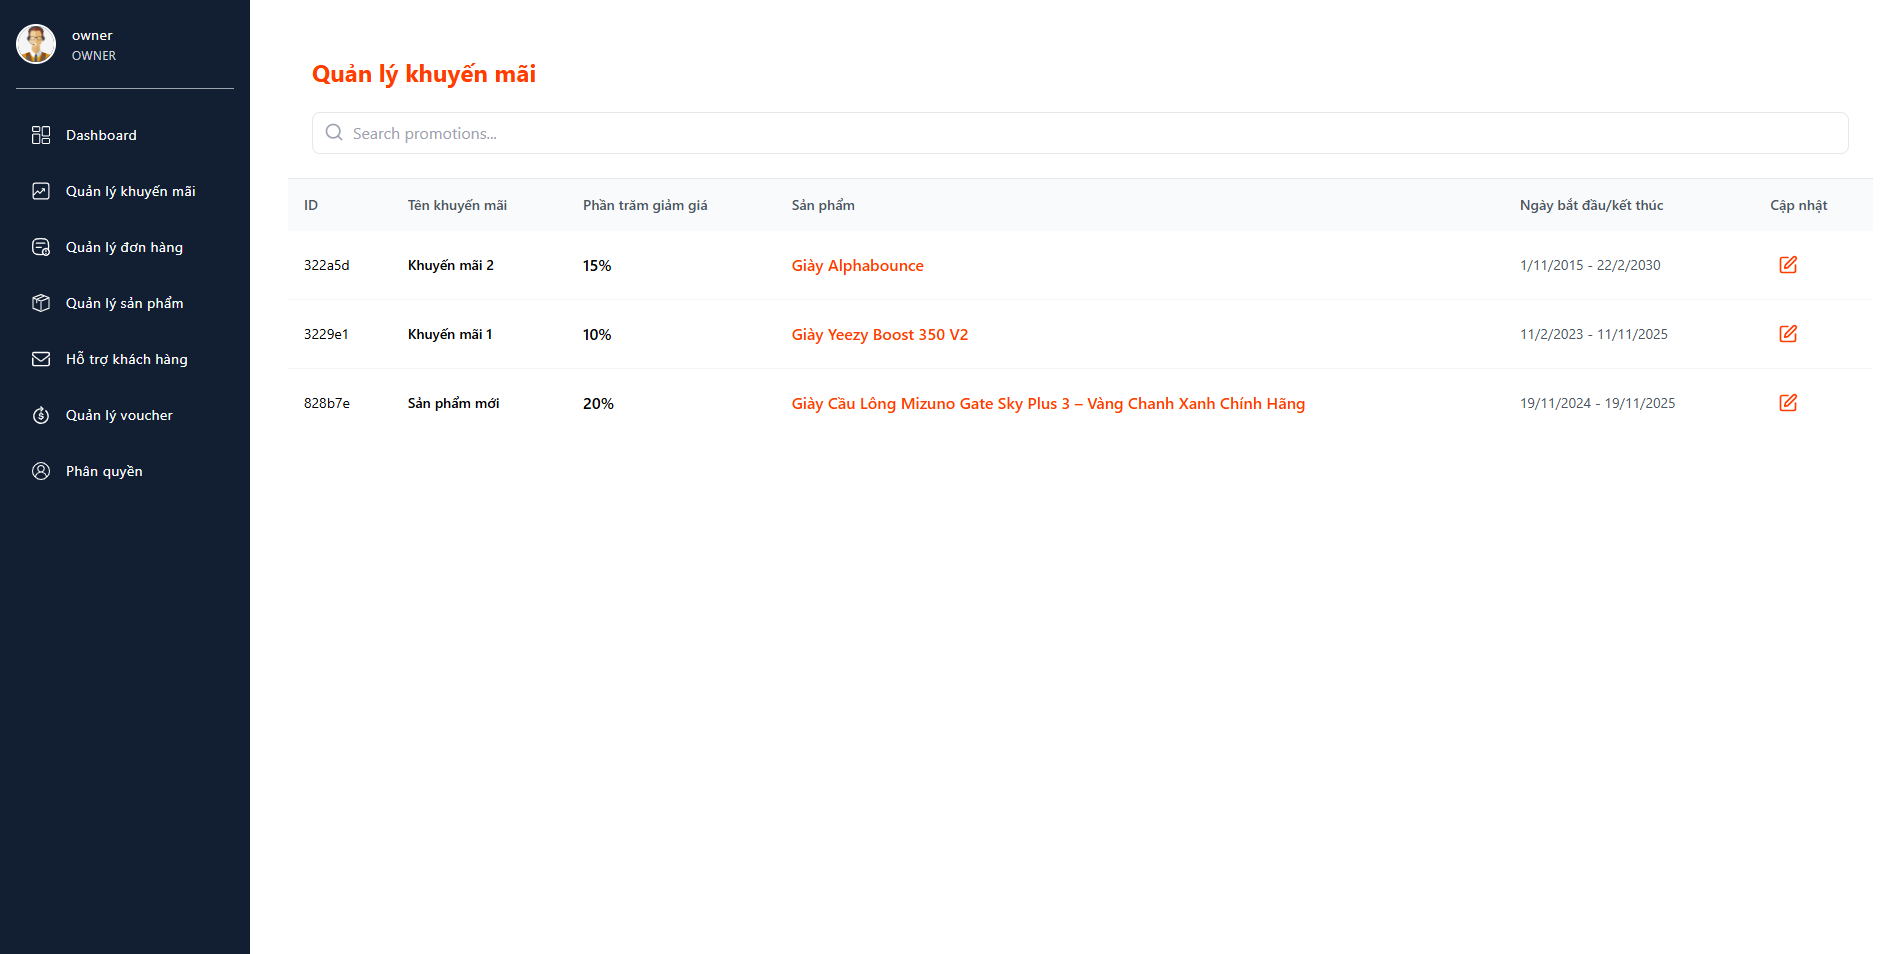 owner
OWNER
Dashboard
Quản lý khuyến mãi
Quản lý đơn hàng
Quản lý sản phẩm
Hỗ trợ khách hàng
Quản lý voucher
Phân quyền
Quản lý khuyến mãi
Search promotions...
ID Tên khuyến mãi Phần trăm giảm giá Sản phẩm Ngày bắt đầu/kết thúc Cập nhật
322a5d Khuyến mãi 2 15% Giày Alphabounce 1/11/2015 - 22/2/2030
3229e1 Khuyến mãi 1 10% Giày Yeezy Boost 350 V2 11/2/2023 - 11/11/2025
828b7e Sản phẩm mới 20% Giày Cầu Lông Mizuno Gate Sky Plus 3 – Vàng Chanh Xanh Chính Hãng 19/11/2024 - 19/11/2025